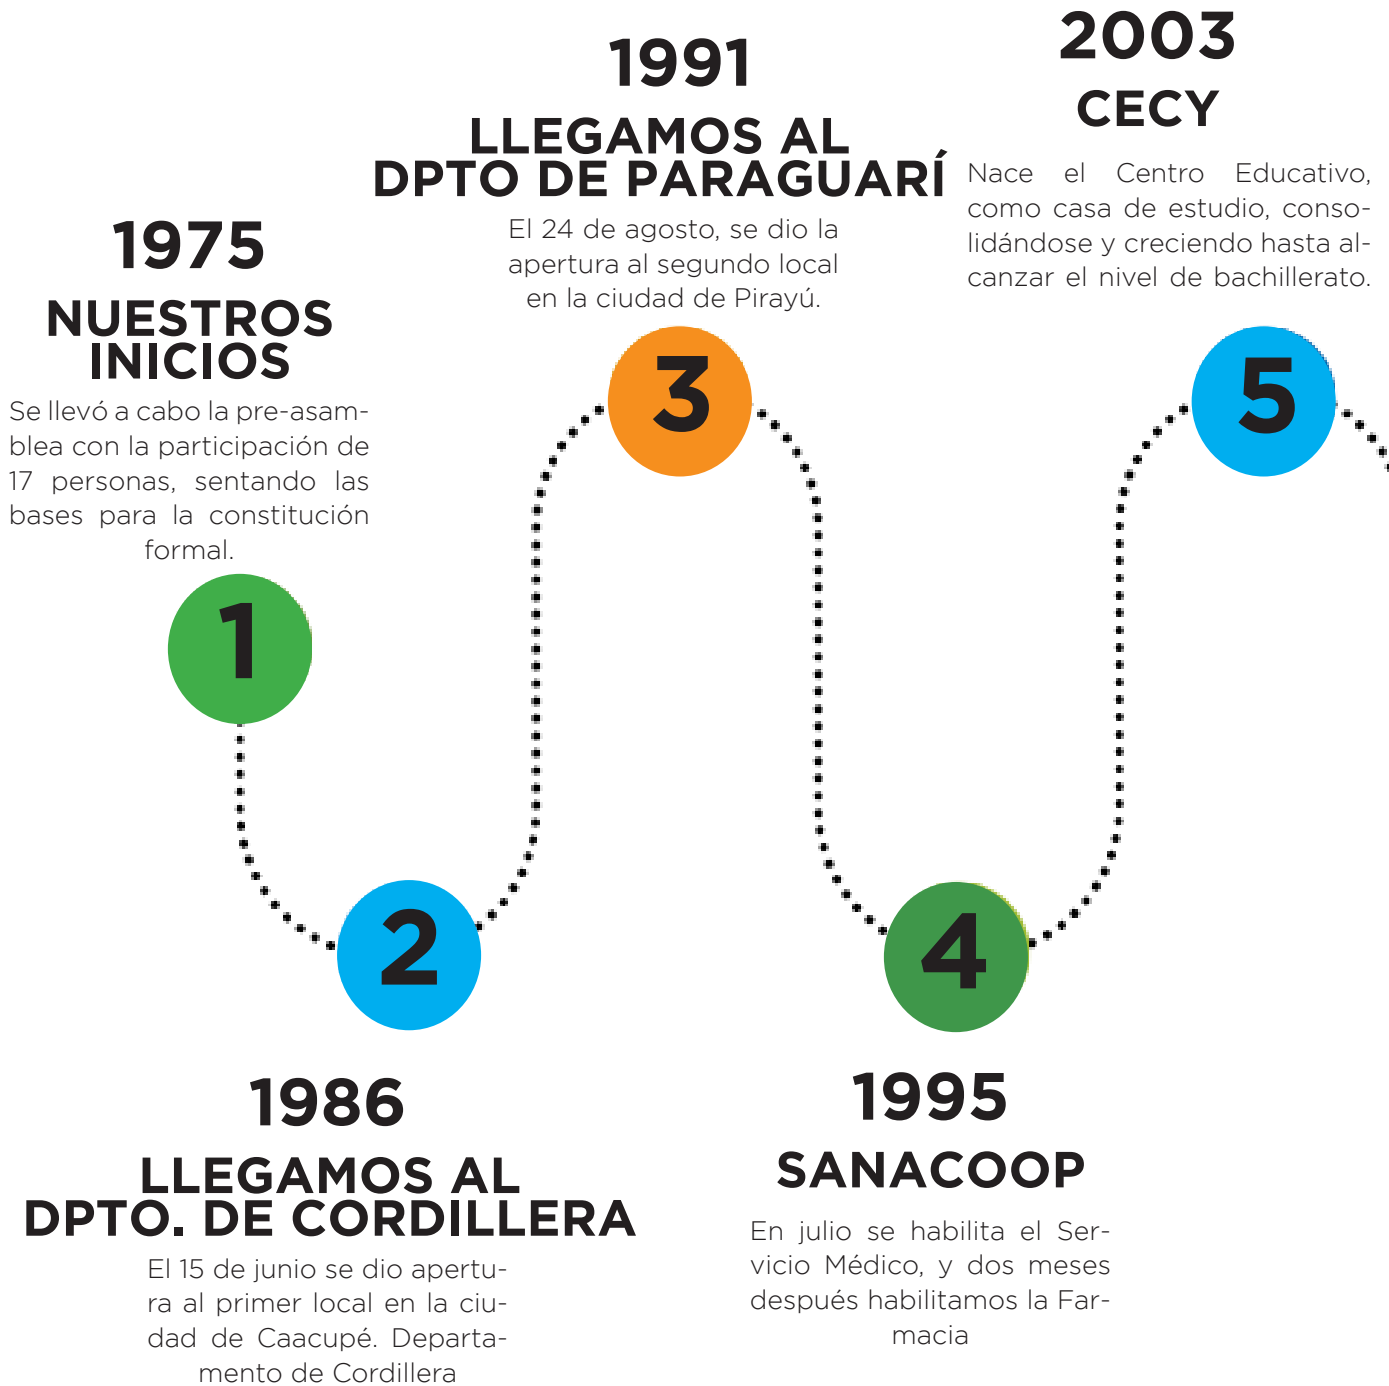 1975
NUESTROS
INICIOS
Se llevó a cabo la pre-asam-
blea con la participación de
17 personas, sentando las
bases para la constitución
formal.
1
2
1986
LLEGAMOS AL
DPTO. DE CORDILLERA
El 15 de junio se dio apertu-
ra al primer local en la ciu-
dad de Caacupé. Departa-
mento de Cordillera
1991
LLEGAMOS AL
DPTO DE PARAGUARÍ
El 24 de agosto, se dio la
apertura al segundo local
en la ciudad de Pirayú.
3
4
1995
SANACOOP
En julio se habilita el Ser-
vicio Médico, y dos meses
después habilitamos la Far-
macia
2003
CECY
Nace el Centro Educativo,
como casa de estudio, conso-
lidándose y creciendo hasta al-
canzar el nivel de bachillerato.
5